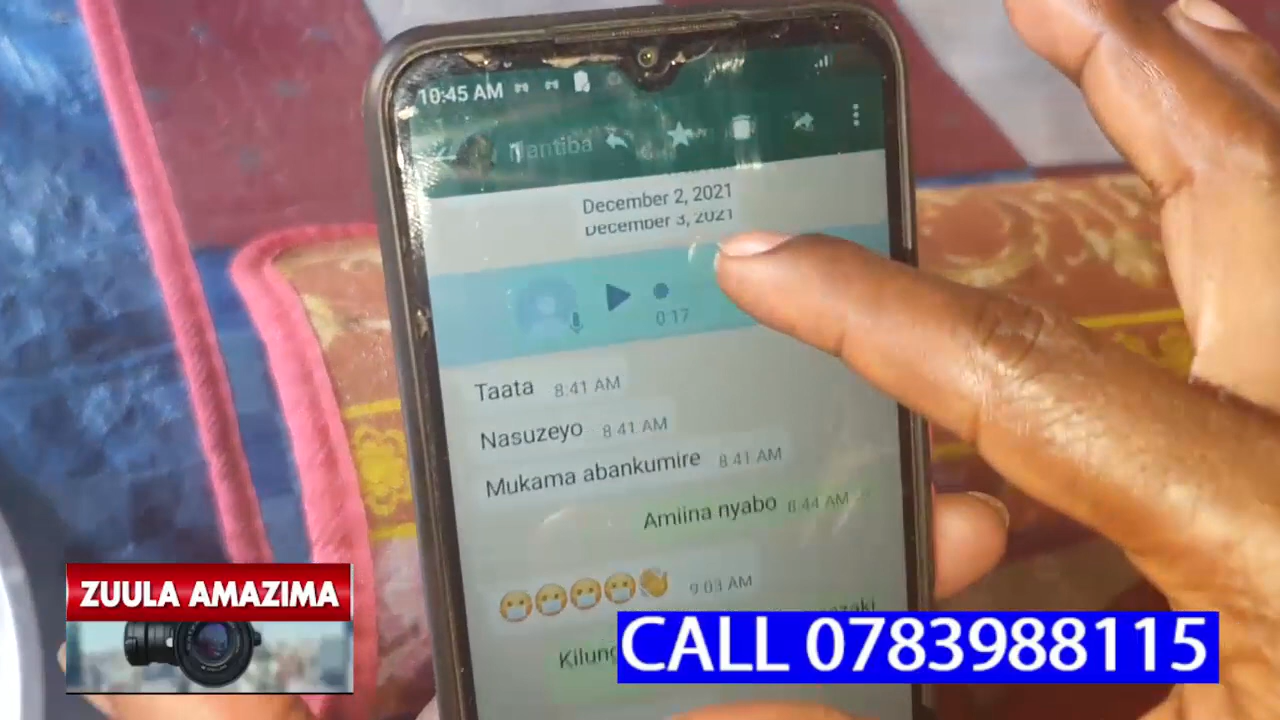 10:45 AM
December 2, 2021
December 3, 2021
0:17
Taata 8:41 AM
Nasuzeyo 8:41 AM
Mukama abankumire 8:41 AM
Amiina nyabo 8:44 AM
9:03 AM
ZUULA AMAZIMA
CALL 0783988115